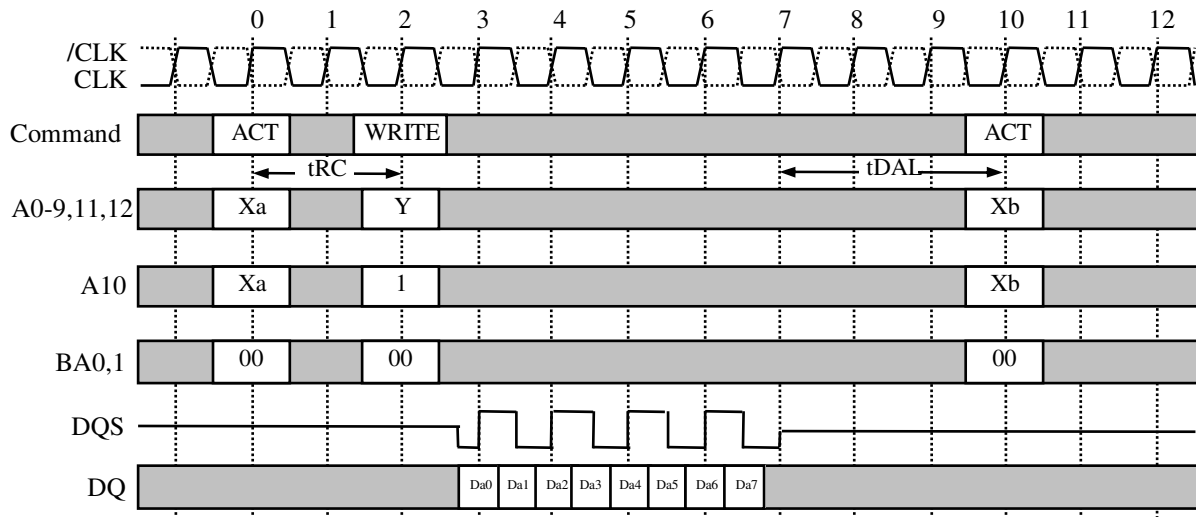 0 1 2 3 4 5 6 7 8 9 10 11 12
/CLK
CLK
Command ACT WRITE ACT
tRC tDAL
A0-9,11,12 Xa Y Xb
A10 Xa 1 Xb
BA0,1 00 00 00
DQS
DQ Da0 Da1 Da2 Da3 Da4 Da5 Da6 Da7